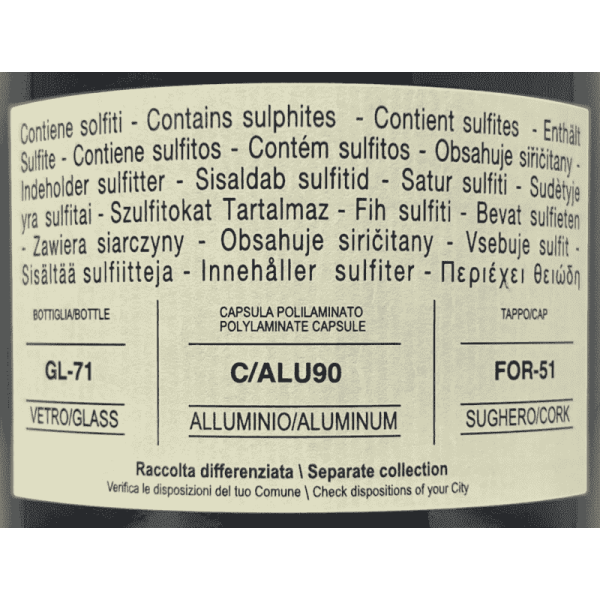 Contiene solfiti - Contains sulphites - Contient sulfites - Enthält
Sulfite - Contiene sulfitos - Contém sulfitos - Obsahuje siřičitany -
Indeholder sulfitter - Sisaldab sulfitid - Satur sulfiti - Sudėtyje
yra sulfitai - Szulfitokat Tartalmaz - Fih sulfiti - Bevat sulfieten
- Zawiera siarczyny - Obsahuje siričitany - Vsebuje sulfit -
Sisältää sulfiitteja - Innehåller sulfiter - Περιέχει θειώδη
BOTTIGLIA/BOTTLE
GL-71
VETRO/GLASS
CAPSULA POLILAMINATO
POLYLAMINATE CAPSULE
C/ALU90
ALLUMINIO/ALUMINUM
TAPPO/CAP
FOR-51
SUGHERO/CORK
Raccolta differenziata \ Separate collection
Verifica le disposizioni del tuo Comune \ Check dispositions of your City